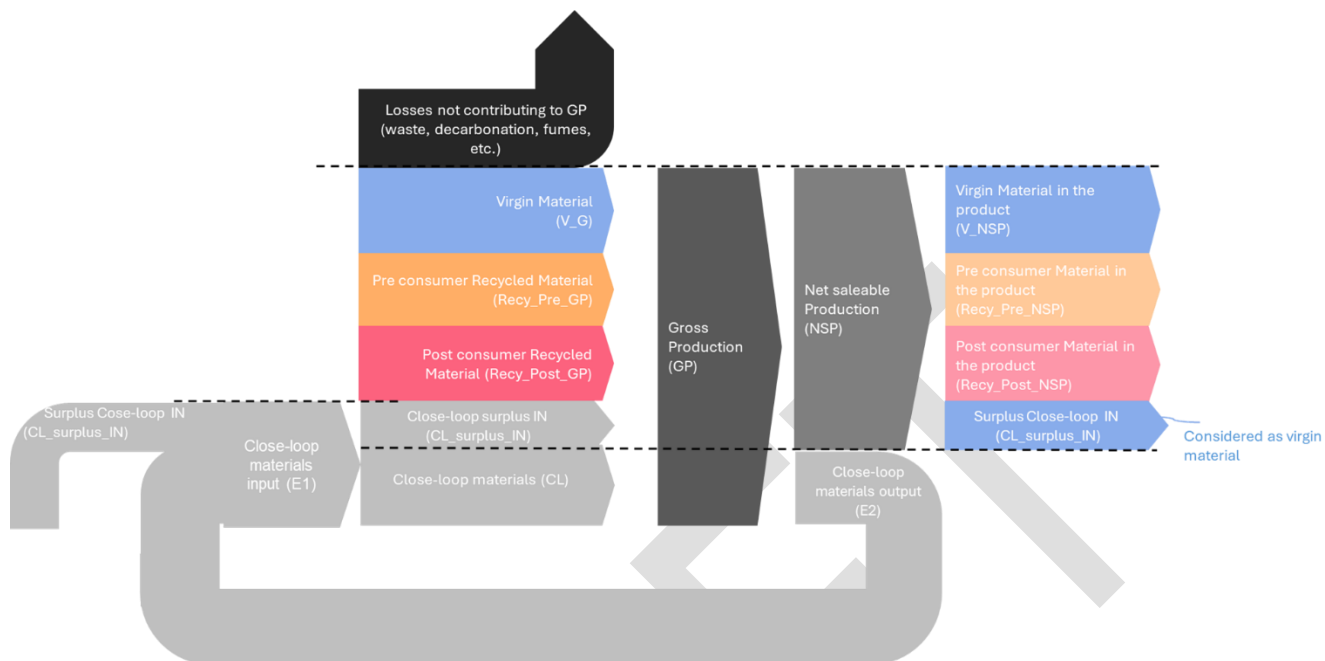 Losses not contributing to GP
(waste, decarbonation, fumes,
etc.)
Virgin Material
(V_G)
Pre consumer Recycled Material
(Recy_Pre_GP)
Post consumer Recycled
Material (Recy_Post_GP)
Surplus Cose-loop IN
(CL_surplus_IN)
Close-loop
materials
input (E1)
Close-loop surplus IN
(CL_surplus_IN)
Close-loop materials (CL)
Gross
Production
(GP)
Net saleable
Production
(NSP)
Close-loop
materials output
(E2)
Virgin Material in the
product
(V_NSP)
Pre consumer Material in
the product
(Recy_Pre_NSP)
Post consumer Material in
the product
(Recy_Post_NSP)
Surplus Close-loop IN
(CL_surplus_IN)
Considered as virgin
material